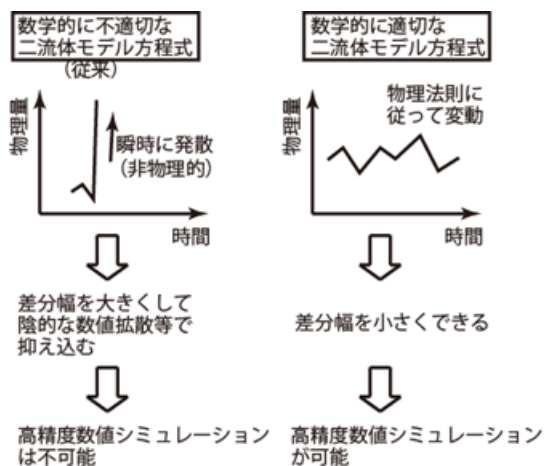 数学的に不適切な
二流体モデル方程式
(従来)
物理量
瞬時に発散
(非物理的)
時間
差分幅を大きくして
陰的な数値拡散等で
抑え込む
高精度数値シミュレーション
は不可能
数学的に適切な
二流体モデル方程式
物理量
物理法則に
従って変動
時間
差分幅を小さくできる
高精度数値シミュレーション
が可能